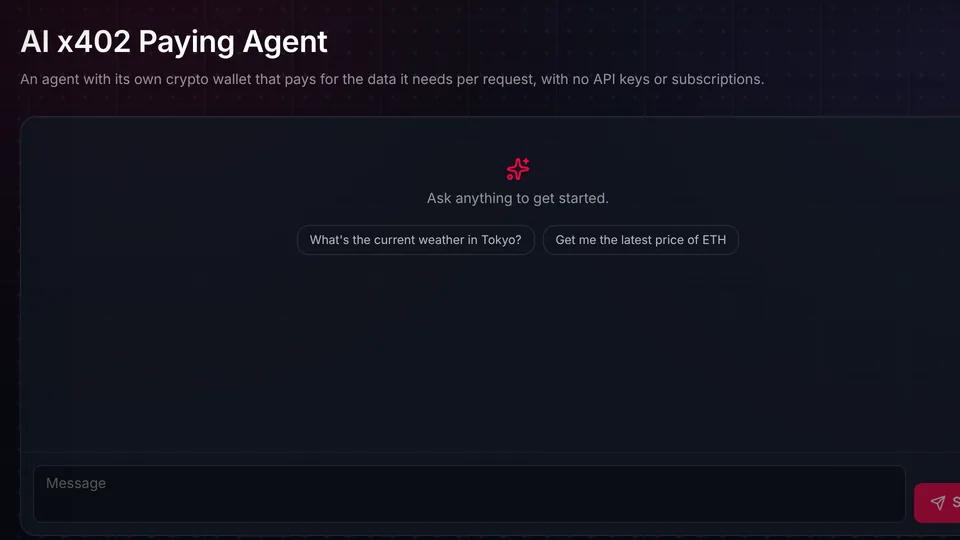 AI x402 Paying Agent
An agent with its own crypto wallet that pays for the data it needs per request, with no API keys or subscriptions.
Ask anything to get started.
What's the current weather in Tokyo?
Get me the latest price of ETH
Message
S